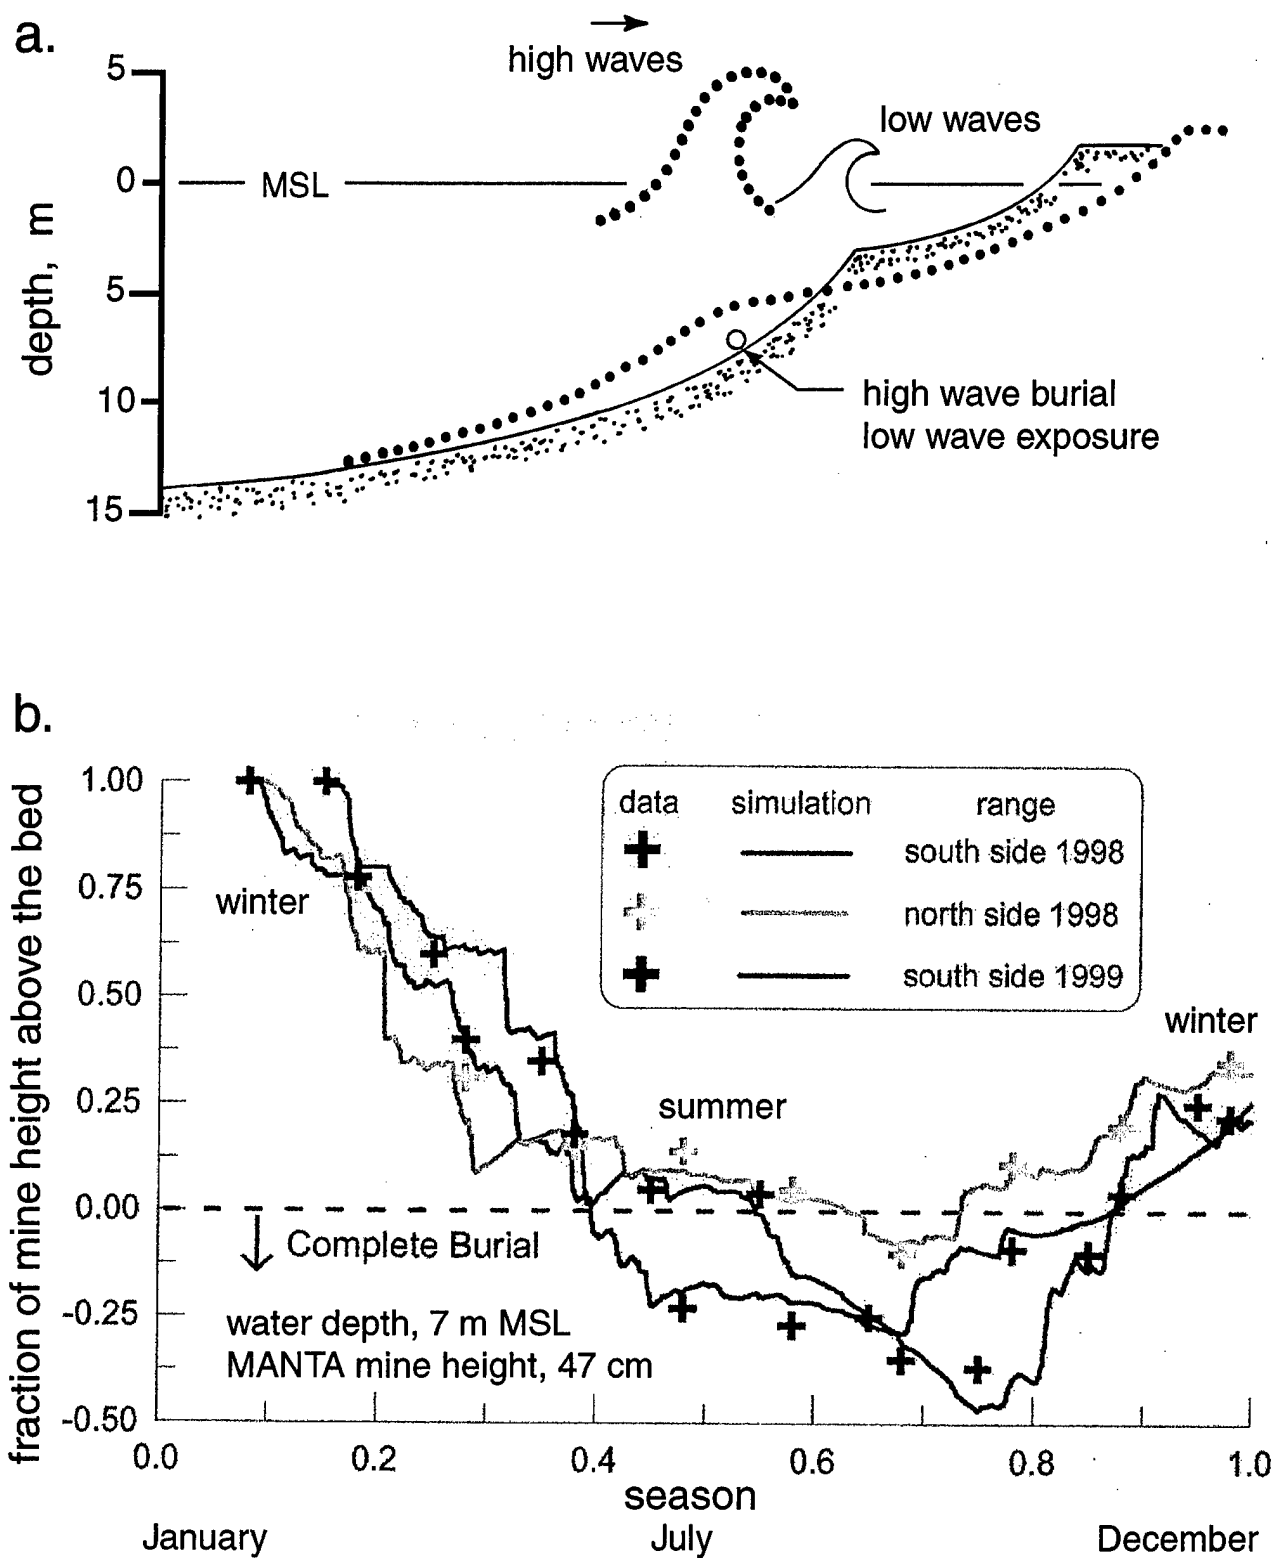 a.
high waves
low waves
5
0
MSL
5
10
15
depth, m
high wave burial
low wave exposure
b.
fraction of mine height above the bed
1.00
0.75
0.50
0.25
0.00
-0.25
-0.50
data simulation range
south side 1998
north side 1998
south side 1999
winter
winter
summer
Complete Burial
water depth, 7 m MSL
MANTA mine height, 47 cm
0.0 0.2 0.4 0.6 0.8 1.0
season
January July December